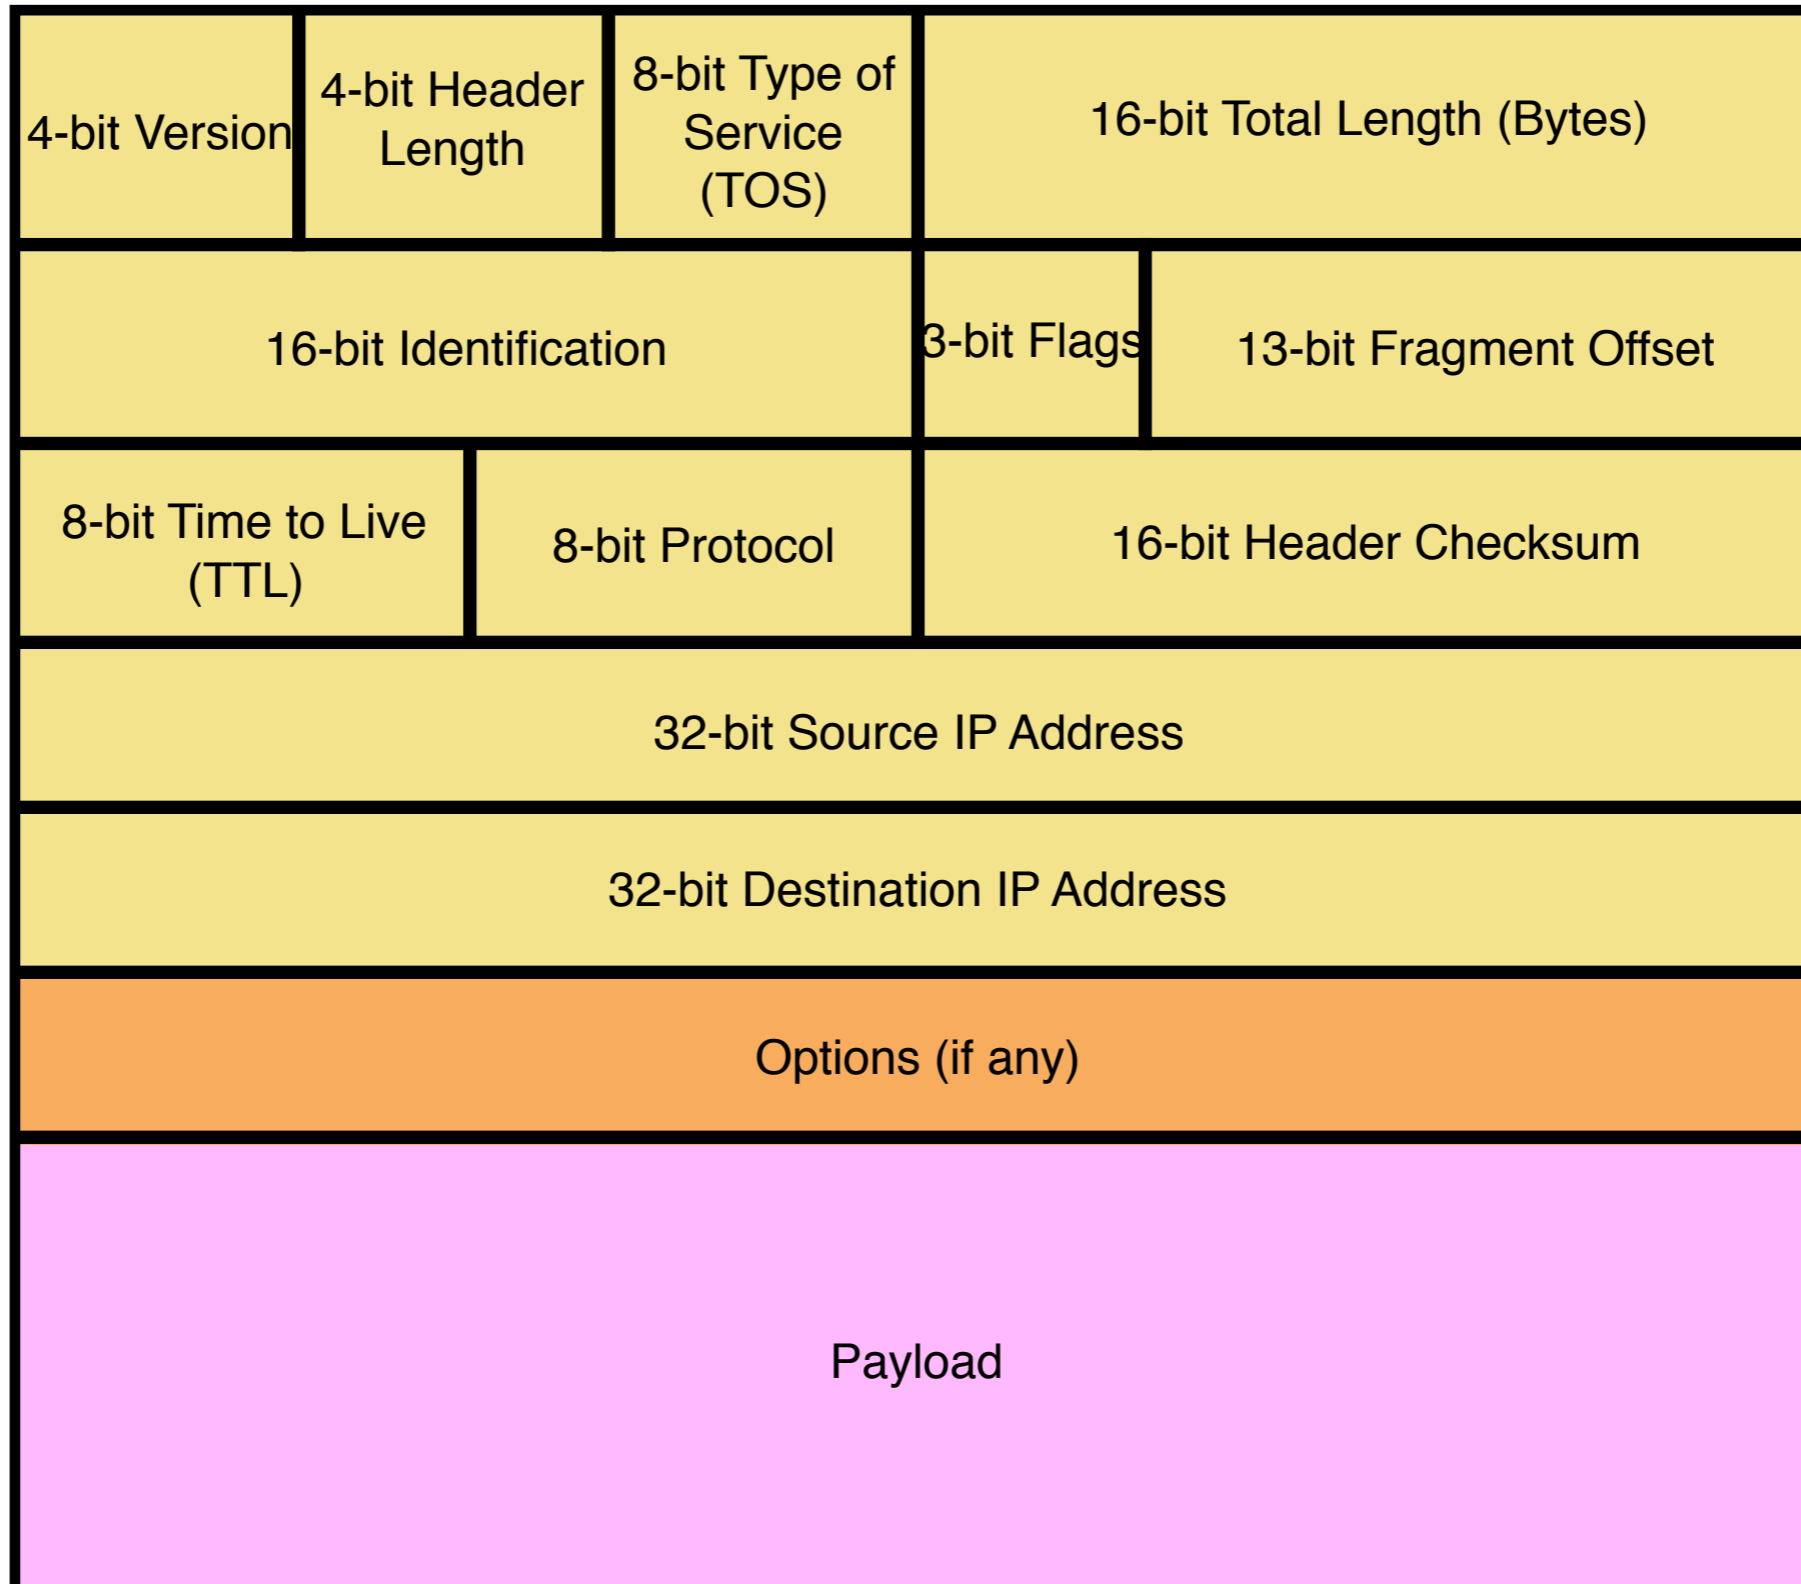 4-bit Version
4-bit Header
Length
8-bit Type of
Service
(TOS)
16-bit Total Length (Bytes)
16-bit Identification
3-bit Flags
13-bit Fragment Offset
8-bit Time to Live
(TTL)
8-bit Protocol
16-bit Header Checksum
32-bit Source IP Address
32-bit Destination IP Address
Options (if any)
Payload